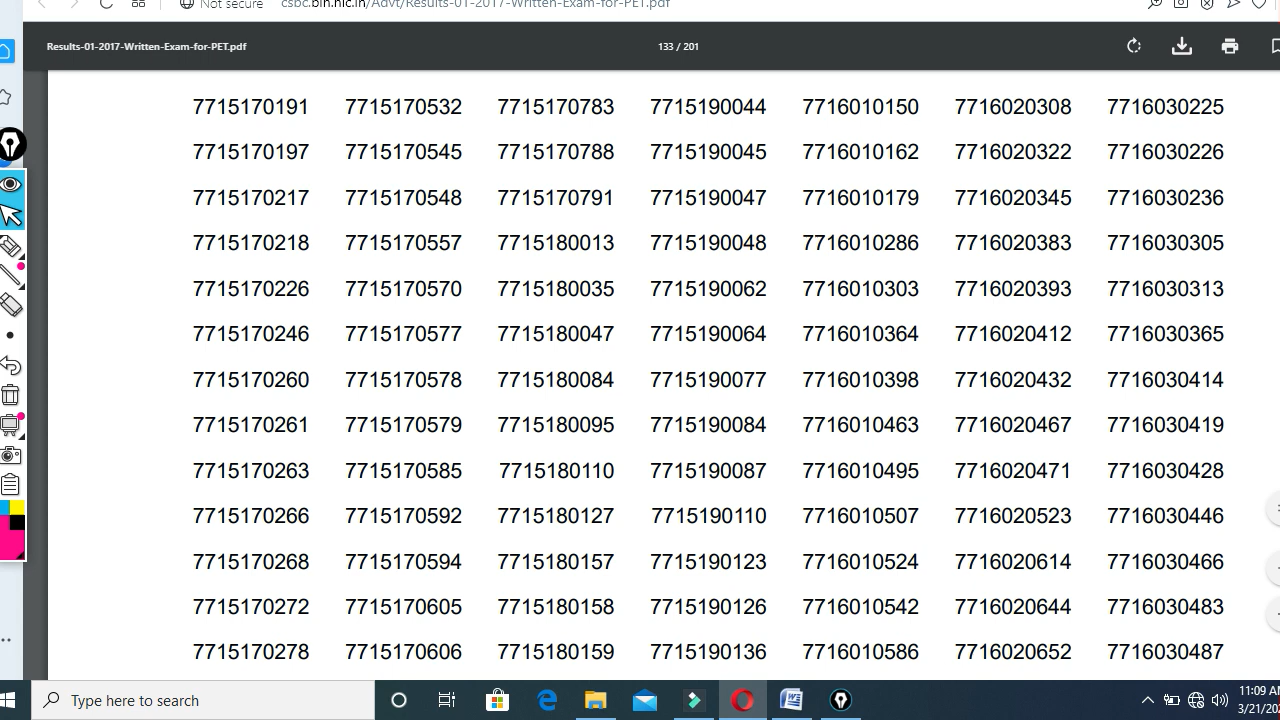 Not secure csbc.bih.nic.in/Advt/Results-01-2017-Written-Exam-for-PET.pdf
Results-01-2017-Written-Exam-for-PET.pdf 133 / 201
7715170191 7715170532 7715170783 7715190044 7716010150 7716020308 7716030225
7715170197 7715170545 7715170788 7715190045 7716010162 7716020322 7716030226
7715170217 7715170548 7715170791 7715190047 7716010179 7716020345 7716030236
7715170218 7715170557 7715180013 7715190048 7716010286 7716020383 7716030305
7715170226 7715170570 7715180035 7715190062 7716010303 7716020393 7716030313
7715170246 7715170577 7715180047 7715190064 7716010364 7716020412 7716030365
7715170260 7715170578 7715180084 7715190077 7716010398 7716020432 7716030414
7715170261 7715170579 7715180095 7715190084 7716010463 7716020467 7716030419
7715170263 7715170585 7715180110 7715190087 7716010495 7716020471 7716030428
7715170266 7715170592 7715180127 7715190110 7716010507 7716020523 7716030446
7715170268 7715170594 7715180157 7715190123 7716010524 7716020614 7716030466
7715170272 7715170605 7715180158 7715190126 7716010542 7716020644 7716030483
7715170278 7715170606 7715180159 7715190136 7716010586 7716020652 7716030487
Type here to search
11:09 AM
3/21/20